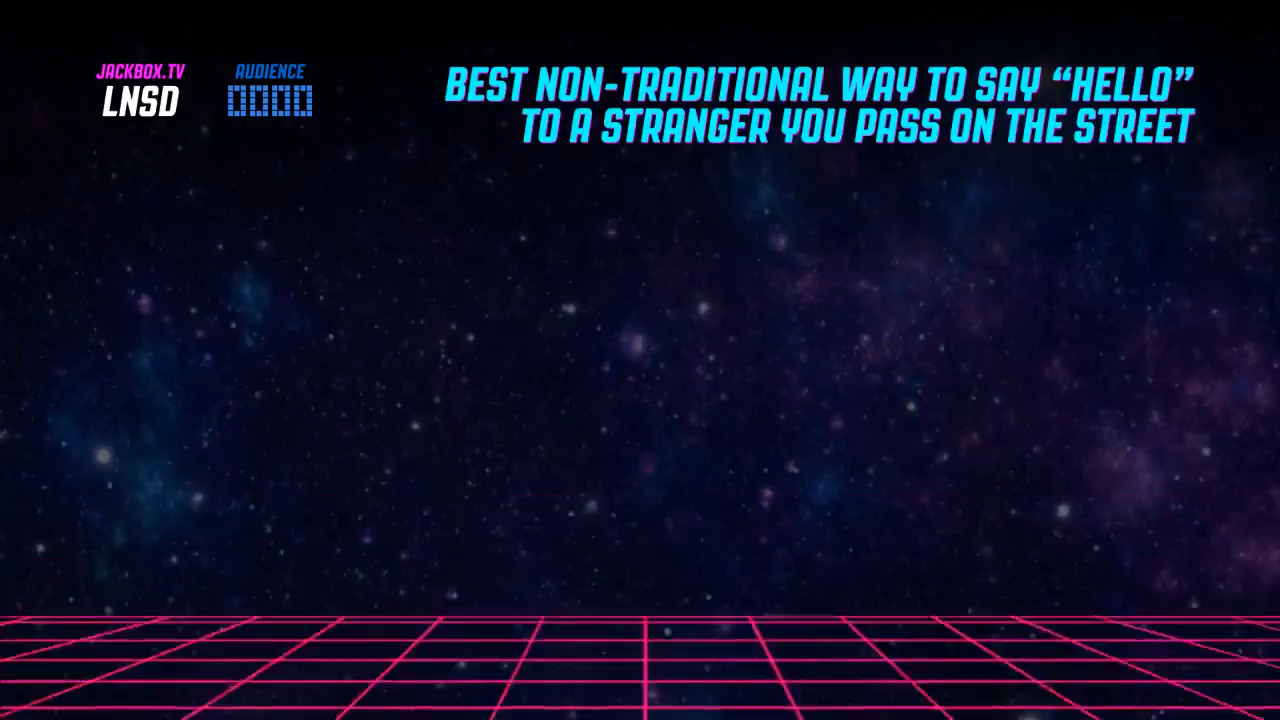 JACKBOX.TV
LNSD
AUDIENCE
0000
BEST NON-TRADITIONAL WAY TO SAY “HELLO”
TO A STRANGER YOU PASS ON THE STREET